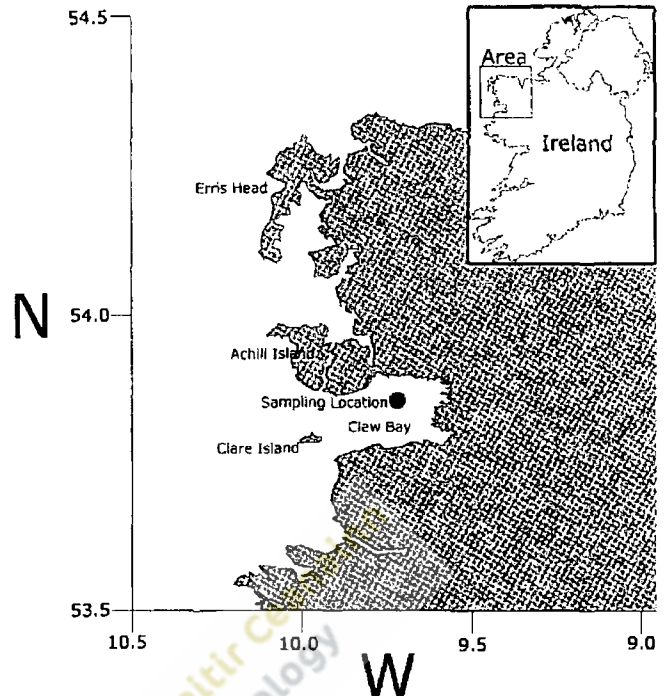 54.5
Area
Ireland
Erris Head
N
54.0
Achill Island
Sampling Location
Clew Bay
Clare Island
53.5
10.5
10.0
9.5
9.0
W